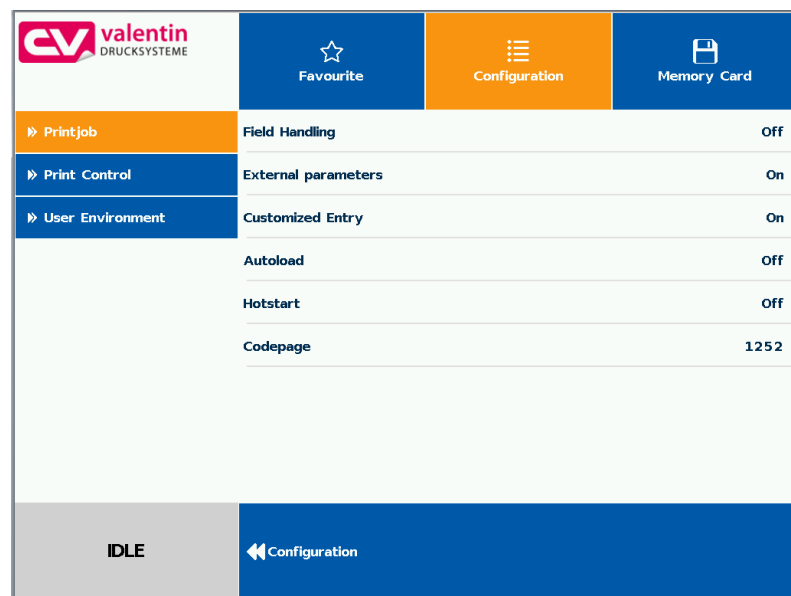 CV valentin
DRUCKSYSTEME
Favourite
Configuration
Memory Card
Printjob
Print Control
User Environment
Field Handling Off
External parameters On
Customized Entry On
Autoload Off
Hotstart Off
Codepage 1252
IDLE
Configuration